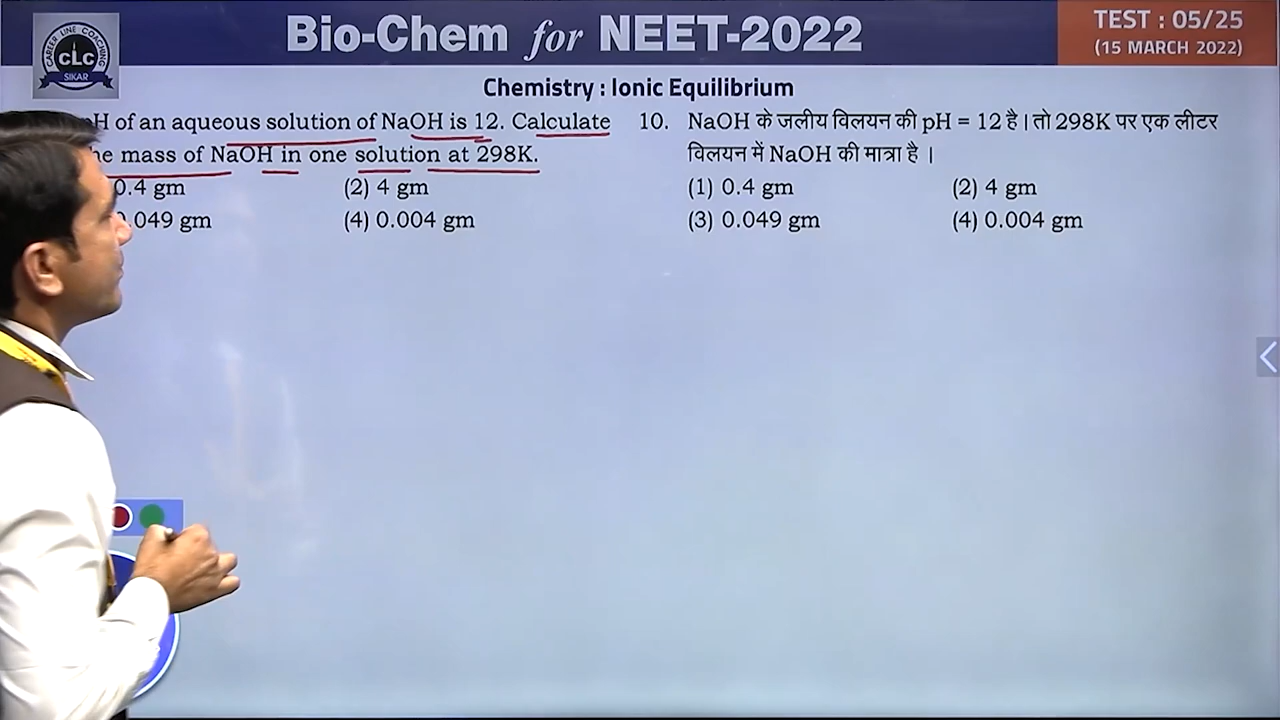 Bio-Chem for NEET-2022
TEST : 05/25
(15 MARCH 2022)
CAREER LINE COACHING
CLC
SIKAR
Chemistry : Ionic Equilibrium
pH of an aqueous solution of NaOH is 12. Calculate
he mass of NaOH in one solution at 298K.
0.4 gm (2) 4 gm
0.049 gm (4) 0.004 gm
10. NaOH के जलीय विलयन की pH = 12 है। तो 298K पर एक लीटर
विलयन में NaOH की मात्रा है ।
(1) 0.4 gm (2) 4 gm
(3) 0.049 gm (4) 0.004 gm